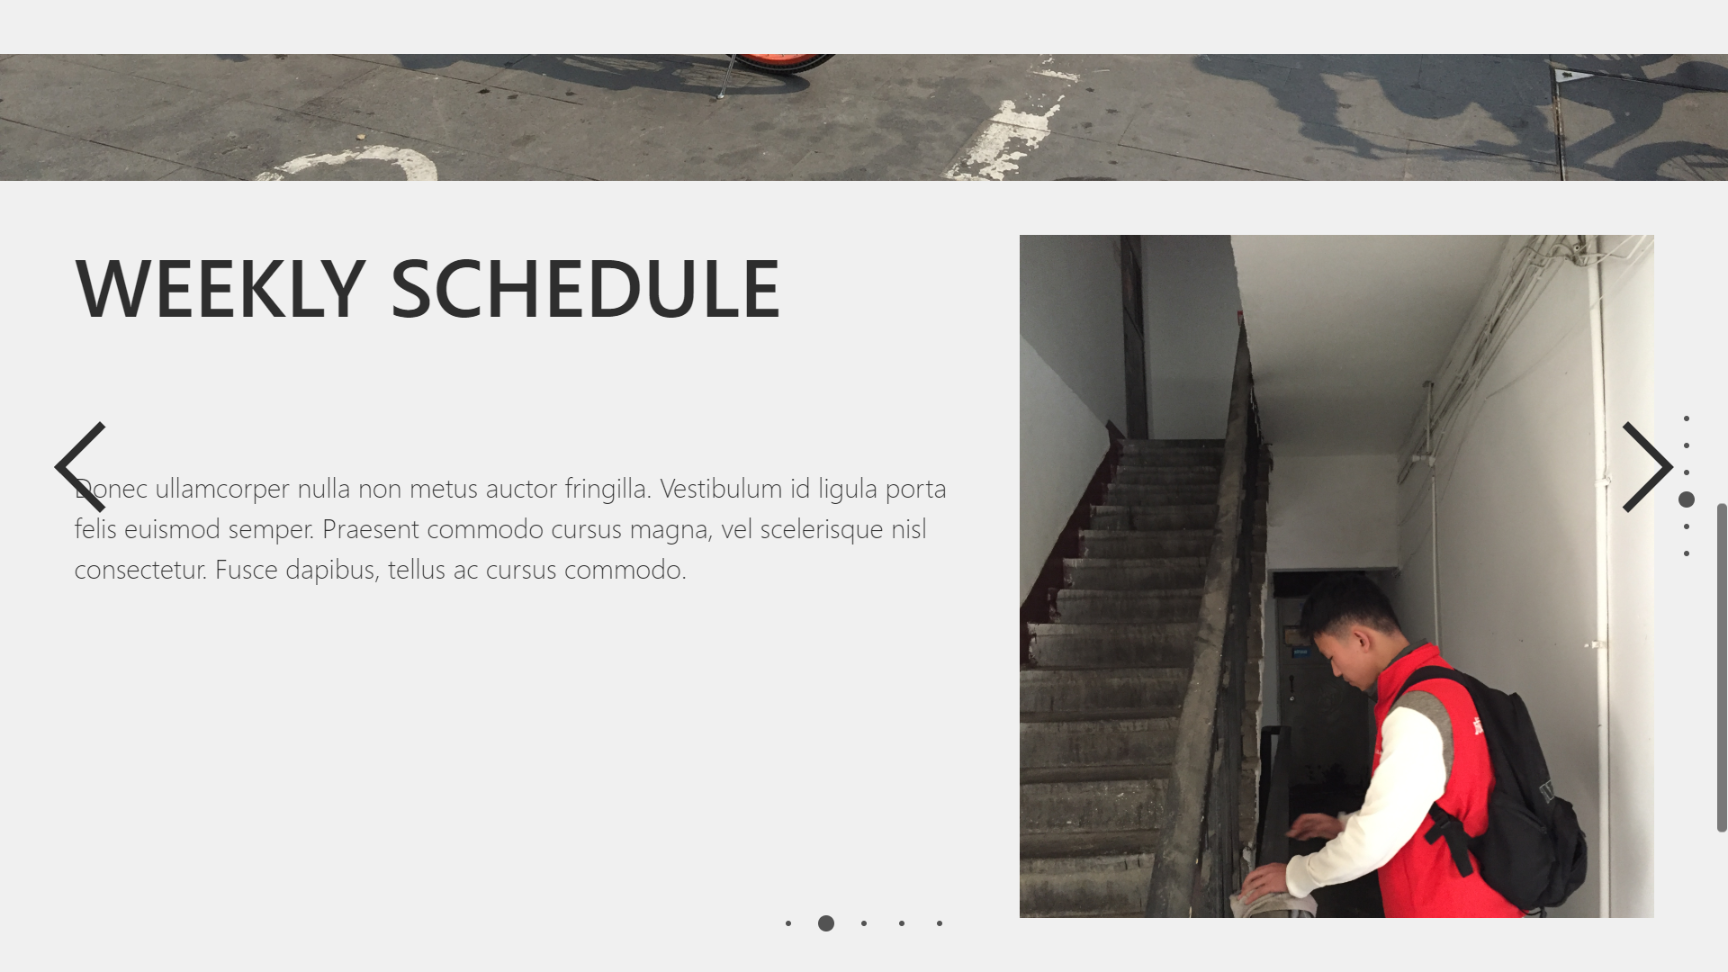 WEEKLY SCHEDULE
Donec ullamcorper nulla non metus auctor fringilla. Vestibulum id ligula porta
felis euismod semper. Praesent commodo cursus magna, vel scelerisque nisl
consectetur. Fusce dapibus, tellus ac cursus commodo.